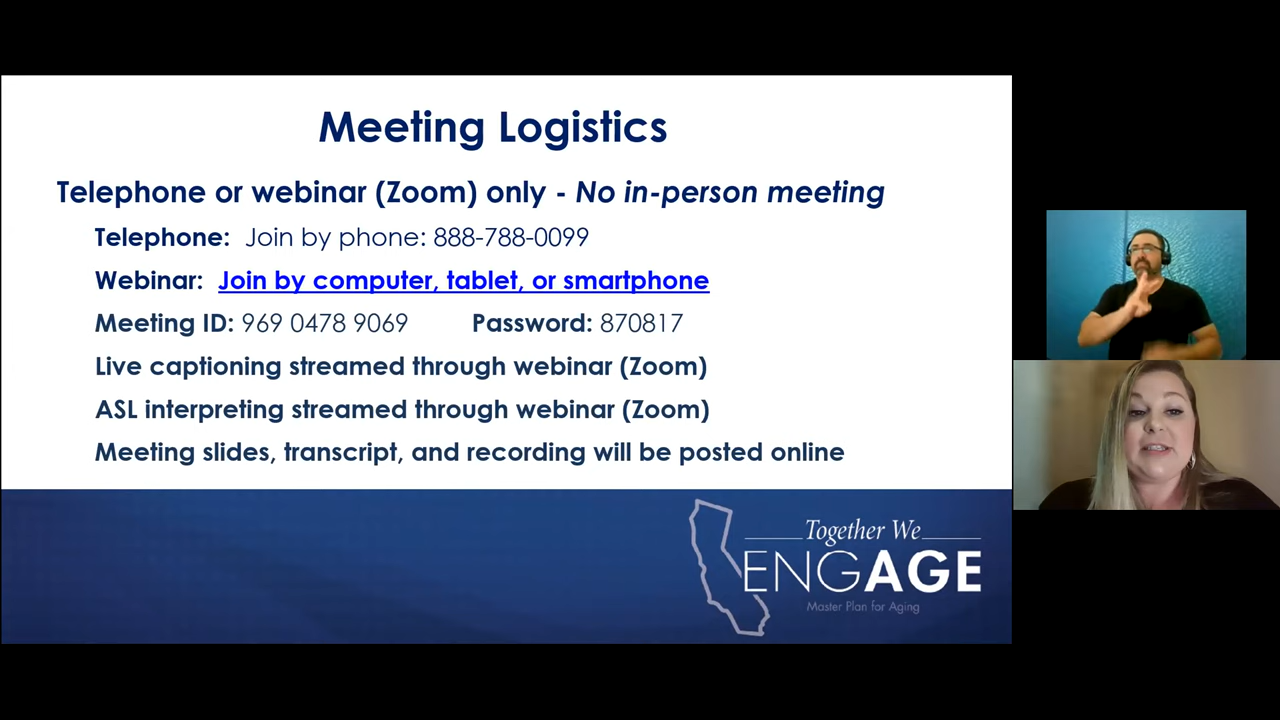 Meeting Logistics
Telephone or webinar (Zoom) only - No in-person meeting
Telephone: Join by phone: 888-788-0099
Webinar: Join by computer, tablet, or smartphone
Meeting ID: 969 0478 9069 Password: 870817
Live captioning streamed through webinar (Zoom)
ASL interpreting streamed through webinar (Zoom)
Meeting slides, transcript, and recording will be posted online
Together We
ENGAGE
Master Plan for Aging